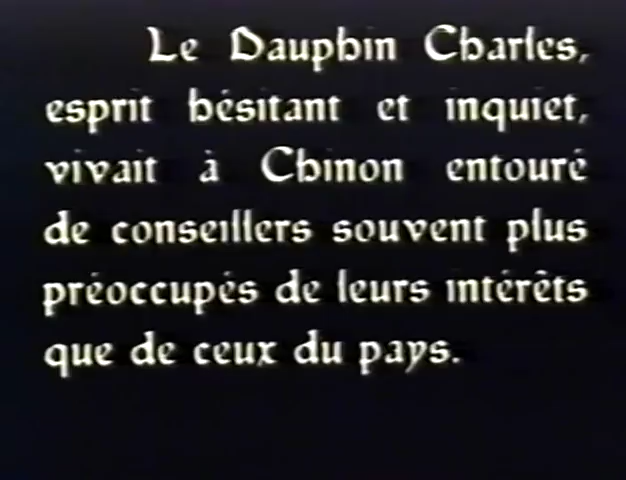 Le Dauphin Charles,
esprit hésitant et inquiet,
vivait à Chinon entouré
de conseillers souvent plus
préoccupés de leurs intérêts
que de ceux du pays.